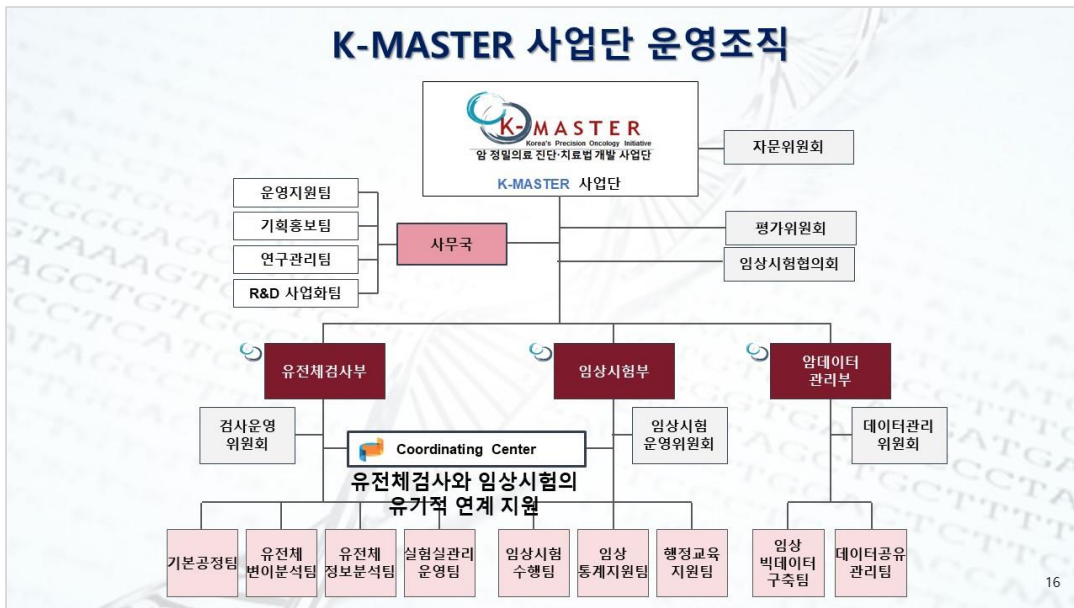 K-MASTER 사업단 운영조직
K-MASTER
Korea's Precision Oncology Initiative
암 정밀의료 진단·치료법 개발 사업단
K-MASTER 사업단
자문위원회
운영지원팀
기획홍보팀
연구관리팀
R&D 사업화팀
사무국
평가위원회
임상시험협의회
유전체검사부
임상시험부
암데이터
관리부
검사운영
위원회
Coordinating Center
임상시험
운영위원회
데이터관리
위원회
유전체검사와 임상시험의
유기적 연계 지원
기본공정팀
유전체
변이분석팀
유전체
정보분석팀
실험실관리
운영팀
임상시험
수행팀
임상
통계지원팀
행정교육
지원팀
임상
빅데이터
구축팀
데이터공유
관리팀
16